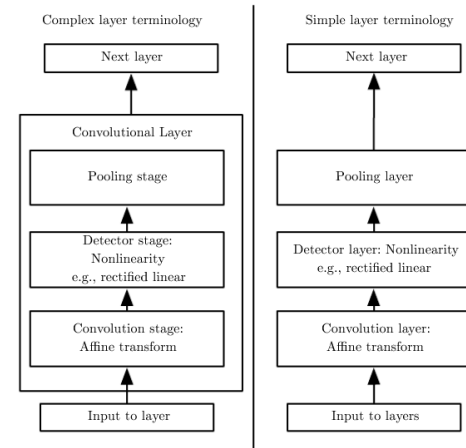 Complex layer terminology
Next layer
Convolutional Layer
Pooling stage
Detector stage:
Nonlinearity
e.g., rectified linear
Convolution stage:
Affine transform
Input to layer
Simple layer terminology
Next layer
Pooling layer
Detector layer: Nonlinearity
e.g., rectified linear
Convolution layer:
Affine transform
Input to layers